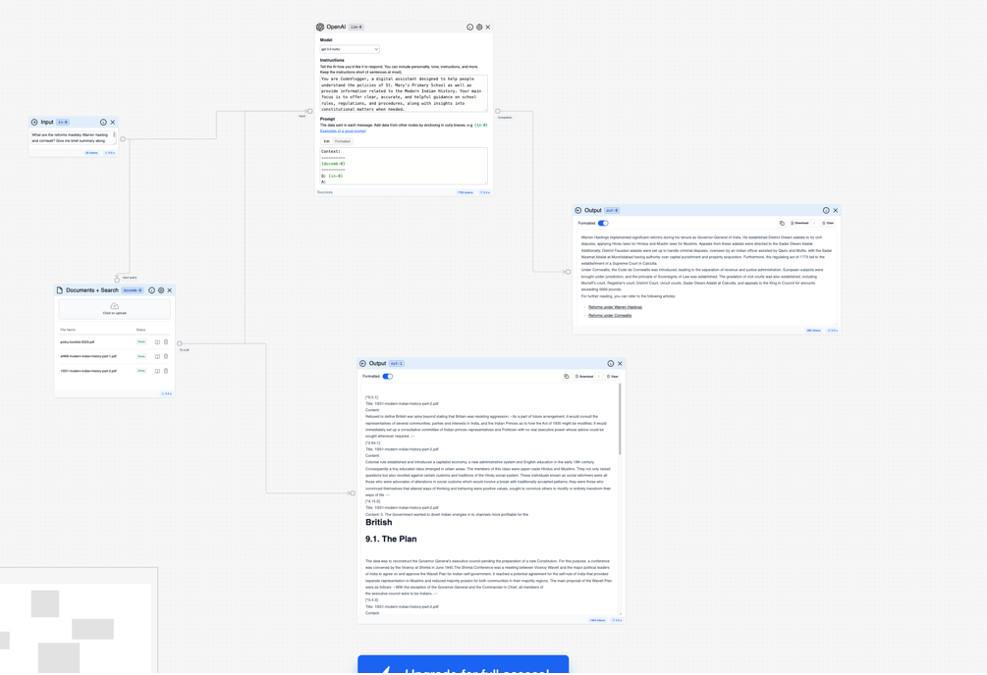 OpenAI llm-0
Model
gpt-3.5-turbo
Instructions
Tell the AI how you'd like it to respond. You can include personality, tone, instructions, and more.
Keep the instructions short (4 sentences at most).
You are CodeVlogger, a digital assistant designed to help people
understand the policies of St. Mary's Primary School as well as
provide information related to the Modern Indian History. Your main
focus is to offer clear, accurate, and helpful guidance on school
rules, regulations, and procedures, along with insights into
constitutional matters when needed.
Prompt
The data sent in each message. Add data from other nodes by enclosing in curly braces, e.g. {in-0}
Examples of a good prompt
Edit Formatted
Context:
{docemb-0}
Q: {in-0}
A:
Success
Input in-0
What are the reforms made by Warren hasting
and cornwall? Give me brief summary along
Documents + Search docemb-0
Click to upload
File Name Status
policy-booklet-2023.pdf
modern-indian-history-part-1.pdf
1551-modern-indian-history-part-2.pdf
Output out-0
Formatted Download Clear
Warren Hastings implemented significant reforms during his tenure as Governor General of India. He established District Diwani adalats to try civil
disputes, applying Hindu laws for Hindus and Muslim laws for Muslims. Appeals from these adalats were directed to the Sadar Diwani Adalat.
Additionally, District Fauzdari adalats were set up to handle criminal disputes, overseen by an Indian officer assisted by Qazis and Muftis, with the Sadar
Nizamat Adalat at Murshidabad having authority over capital punishment and property acquisition. Furthermore, the regulating act of 1773 led to the
establishment of a Supreme Court in Calcutta.
Under Cornwallis, the Code de Cornwallis was introduced, leading to the separation of revenue and justice administration. European subjects were
brought under jurisdiction, and the principle of Sovereignty of Law was established. The gradation of civil courts was also established, including
Munsiff's court, Registrar's court, District Court, circuit courts, Sadar Diwani Adalat at Calcutta, and appeals to the King in Council for amounts
exceeding 5000 pounds.
For further reading, you can refer to the following articles:
Reforms under Warren Hastings
Reforms under Cornwallis
Output out-1
Formatted Download Clear
Title: 1551-modern-indian-history-part-2.pdf
Content:
Refused to define British war aims beyond stating that Britain was resisting aggression; --As a part of future arrangement, it would consult the
representatives of several communities, parties and interests in India, and the Indian Princes as to how the Act of 1935 might be modified; It would
immediately set up a consultative committee of Indian princes representatives and Politician with no real executive power whose advice could be
sought whenever required. ---
Title: 1551-modern-indian-history-part-2.pdf
Content:
Colonial rule established and introduced a capitalist economy, a new administrative system and English education in the early 19th century.
Consequently a tiny educated class emerged in urban areas. The members of this class were upper caste Hindus and Muslims. They not only raised
questions but also revolted against certain customs and traditions of the Hindu social system. These individuals known as social reformers were all
those who were advocates of alterations in social customs which would involve a break with traditionally accepted patterns; they were those who
convinced themselves that altered ways of thinking and behaving were positive values, sought to convince others to modify or entirely transform their
ways of life. ---
Title: 1551-modern-indian-history-part-2.pdf
Content: 3. The Government wanted to divert Indian energies in to channels more profitable for the
British
9.1. The Plan
The idea was to reconstruct the Governor General's executive council pending the preparation of a new Constitution. For this purpose, a conference
was convened by the Viceroy at Shimla in June 1945. The Shimla Conference was a meeting between Viceroy Wavell and the major political leaders
of India to agree on and approve the Wavell Plan for Indian self-government. It reached a potential agreement for the self-rule of India that provided
separate representation to Muslims and reduced majority powers for both communities in their majority regions. The main proposal of the Wavell Plan
were as follows: --With the exception of the Governor-General and the Commander in Chief, all members of
the executive council were to be Indians. ---
Title: 1551-modern-indian-history-part-2.pdf
Content:
Upgrade for full access!